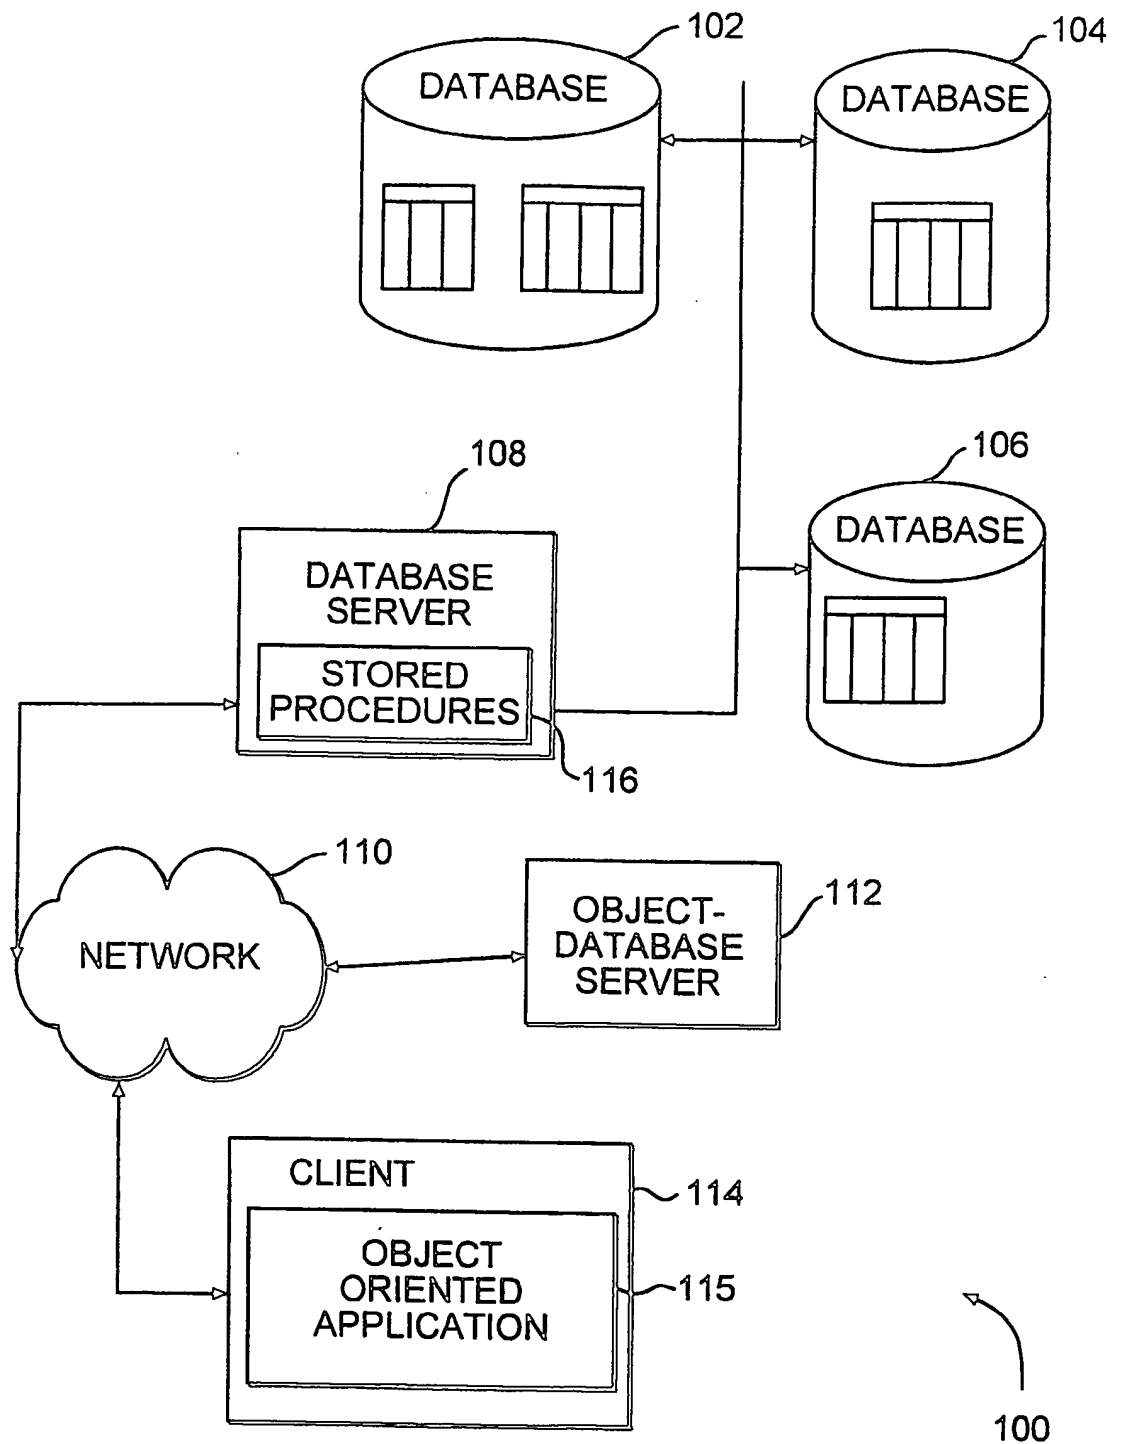 102
DATABASE
104
DATABASE
108
106
DATABASE
DATABASE
SERVER
STORED
PROCEDURES
116
110
NETWORK
112
OBJECT-
DATABASE
SERVER
CLIENT
114
OBJECT
ORIENTED
APPLICATION
115
100